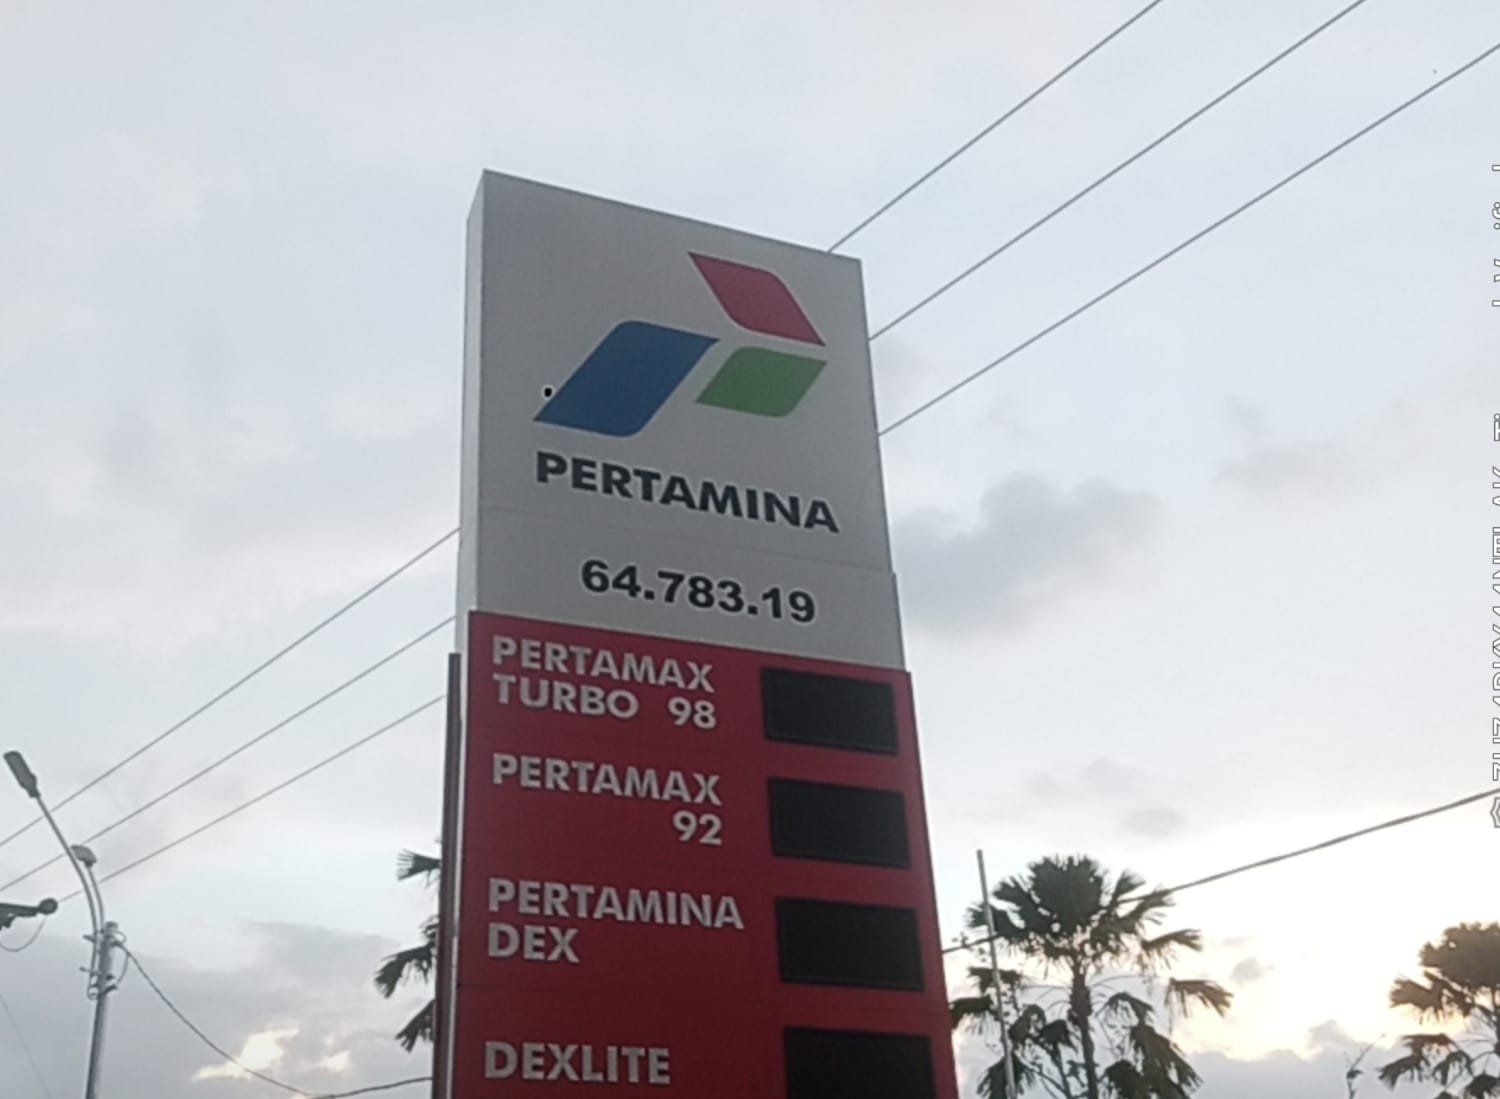 PERTAMINA
64.783.19
PERTAMAX
TURBO 98
PERTAMAX
92
PERTAMINA
DEX
DEXLITE